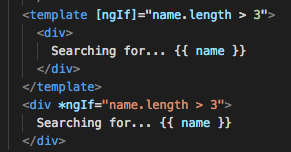 <template [ngIf]="name.length > 3">
  <div>
    Searching for... {{ name }}
  </div>
</template>
<div *ngIf="name.length > 3">
    Searching for... {{ name }}
</div>